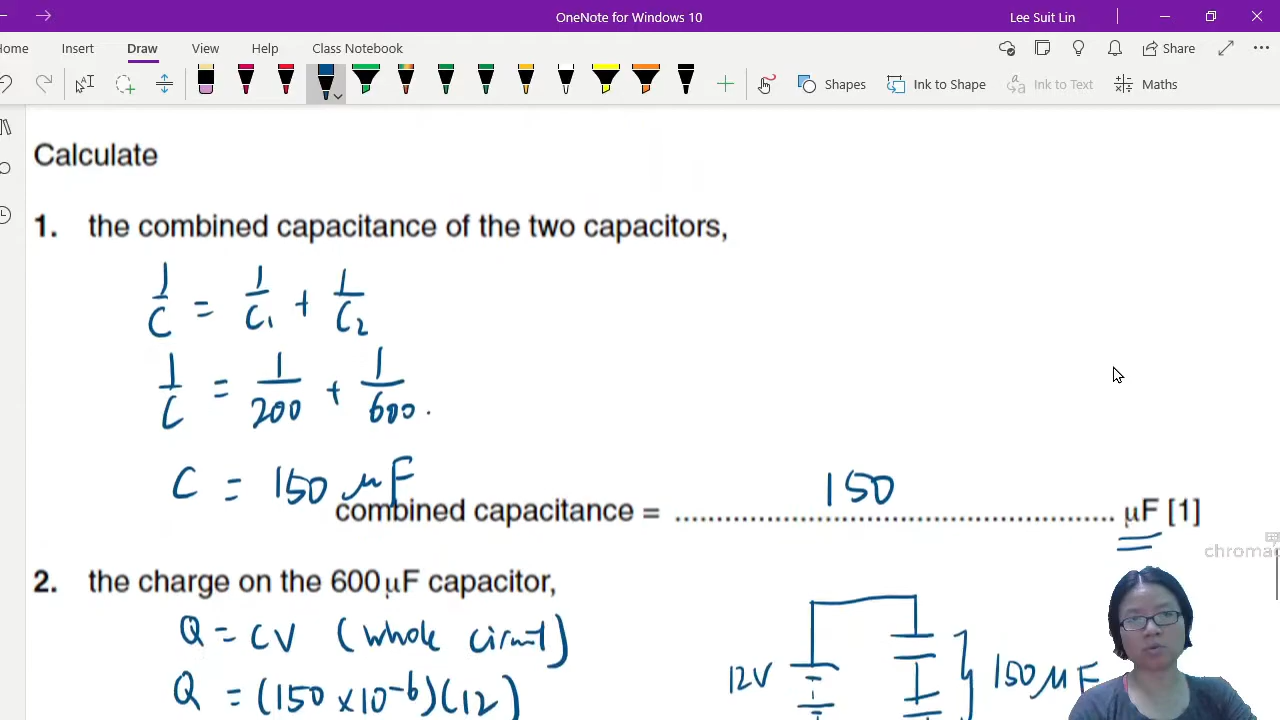 OneNote for Windows 10
Lee Suit Lin
Home Insert Draw View Help Class Notebook Share
Shapes Ink to Shape Ink to Text Maths
Calculate
1. the combined capacitance of the two capacitors,
1/C = 1/C₁ + 1/C₂
1/C = 1/200 + 1/600.
C = 150 μF
combined capacitance = ...................................................... μF [1]
150
2. the charge on the 600 μF capacitor,
Q = CV (whole circuit)
Q = (150 × 10⁻⁶)(12)
12V
150 μF